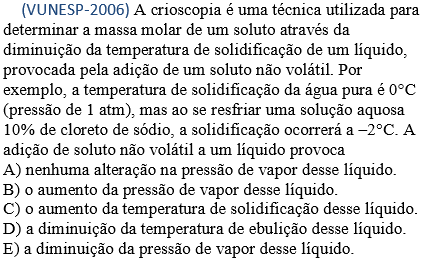 (VUNESP-2006) A crioscopia é uma técnica utilizada para
determinar a massa molar de um soluto através da
diminuição da temperatura de solidificação de um líquido,
provocada pela adição de um soluto não volátil. Por
exemplo, a temperatura de solidificação da água pura é 0°C
(pressão de 1 atm), mas ao se resfriar uma solução aquosa
10% de cloreto de sódio, a solidificação ocorrerá a –2°C. A
adição de soluto não volátil a um líquido provoca
A) nenhuma alteração na pressão de vapor desse líquido.
B) o aumento da pressão de vapor desse líquido.
C) o aumento da temperatura de solidificação desse líquido.
D) a diminuição da temperatura de ebulição desse líquido.
E) a diminuição da pressão de vapor desse líquido.